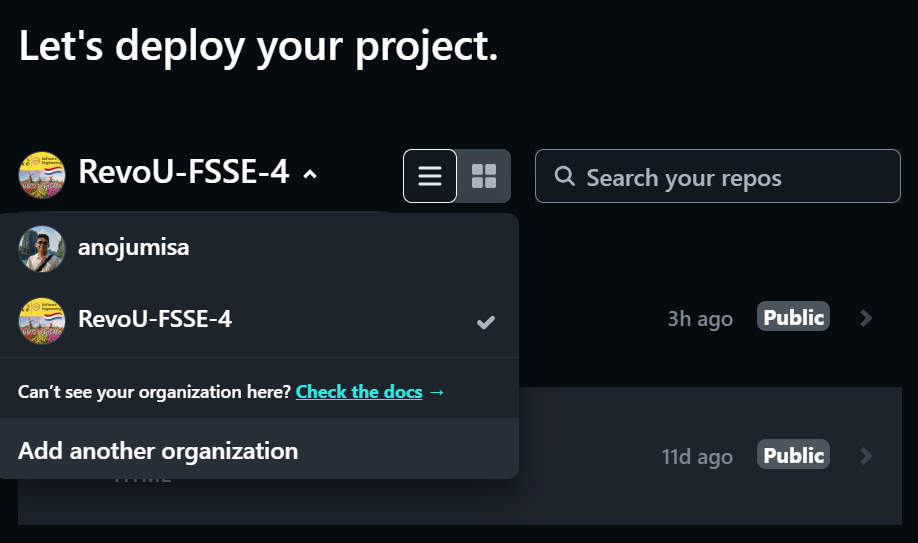 Let's deploy your project.
RevoU-FSSE-4
Search your repos
anojumisa
RevoU-FSSE-4
3h ago Public
Can't see your organization here? Check the docs →
Add another organization
11d ago Public